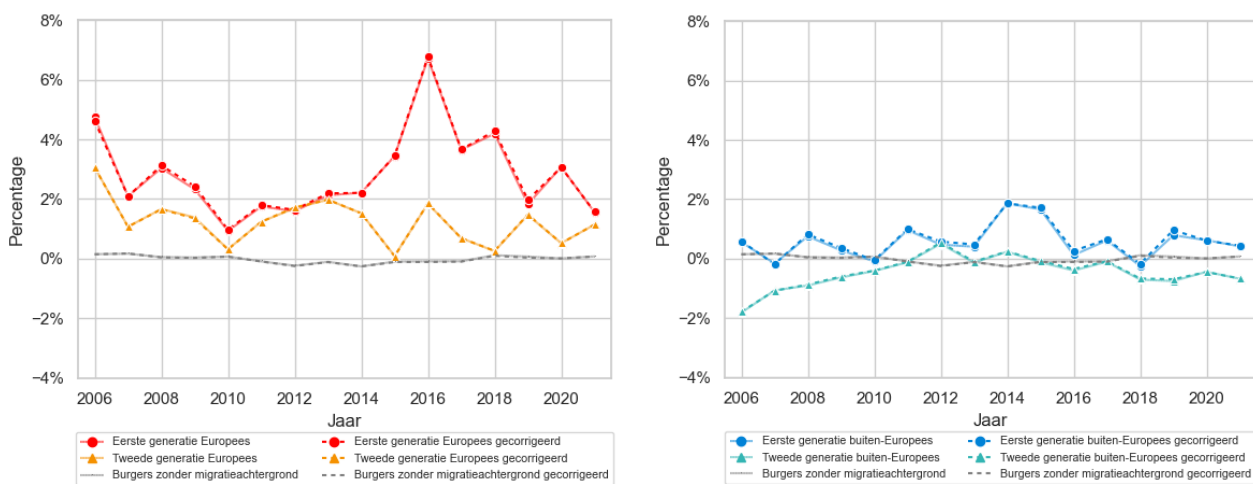 8%
6%
4%
2%
0%
−2%
−4%
Percentage
2006 2008 2010 2012 2014 2016 2018 2020
Jaar
Eerste generatie Europees Eerste generatie Europees gecorrigeerd
Tweede generatie Europees Tweede generatie Europees gecorrigeerd
Burgers zonder migratieachtergrond Burgers zonder migratieachtergrond gecorrigeerd
8%
6%
4%
2%
0%
−2%
−4%
Percentage
2006 2008 2010 2012 2014 2016 2018 2020
Jaar
Eerste generatie buiten-Europees Eerste generatie buiten-Europees gecorrigeerd
Tweede generatie buiten-Europees Tweede generatie buiten-Europees gecorrigeerd
Burgers zonder migratieachtergrond Burgers zonder migratieachtergrond gecorrigeerd